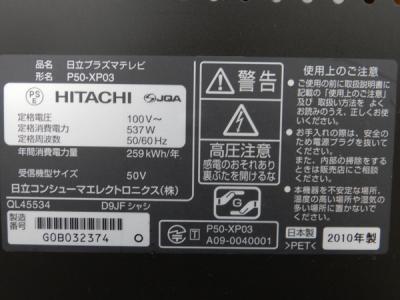 品名 日立プラズマテレビ
形名 P50-XP03
PS
E
HITACHI JQA
定格電圧 100V~
定格消費電力 537W
定格周波数 50/60Hz
年間消費電力量 259kWh/年
受信機型サイズ 50V
日立コンシューマエレクトロニクス(株)
QL45534 D9JFシャシ
製造番号 G0B032374 O
警告
高圧注意
感電のおそれあり
裏ぶたを開けるな
G
P50-XP03
A09-0040001
使用上のご注意
●ご使用の前に取扱説明書に
記載の「使用上のご注意」及
び取扱い方法を
よく
、正しくお使
いください。
●お手入れの際は、安全のた
め電源プラグを抜いてく
ださい。
また、内部の掃除をする
ときは販売店にご相談く
ださい。
●本機器を不安定な場所、
湿度の高い場所やほこり
の多い場所に置かないで
ください。
日本製
>PET<
2010年製